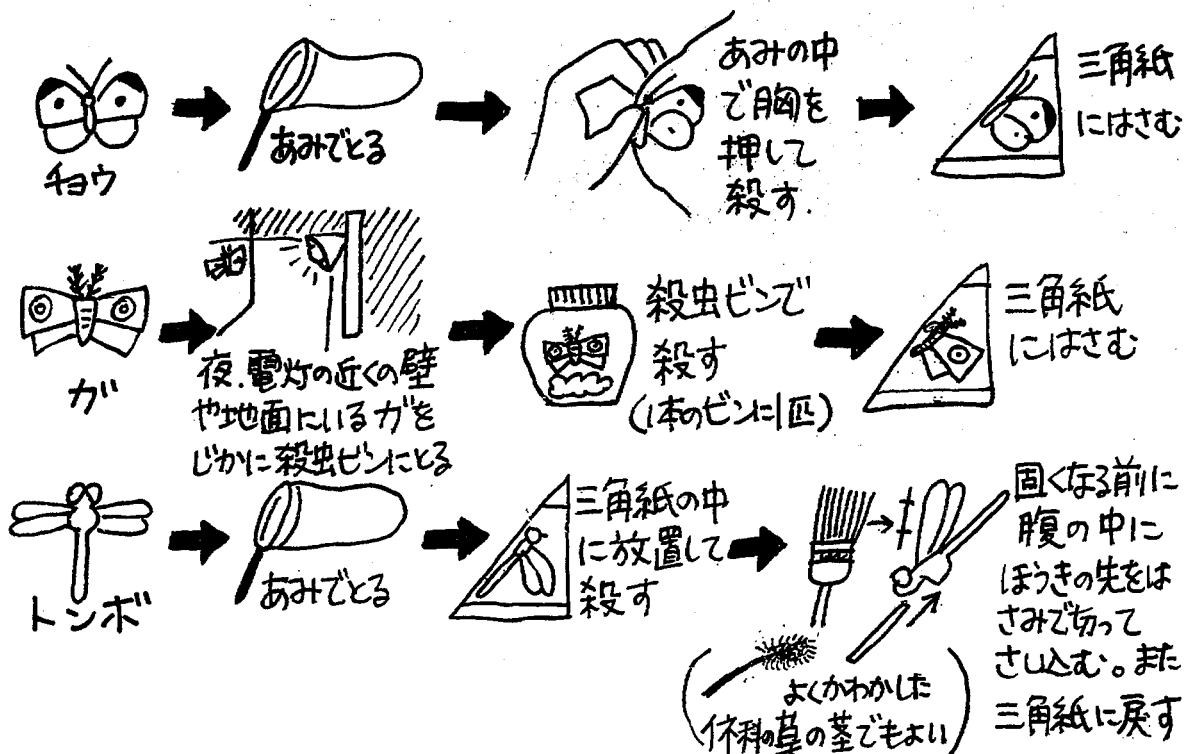 チョウ
あみでとる
あみの中
で胸を
押して
殺す.
三角紙
にはさむ
ガ
夜.電灯の近くの壁
や地面にいるガを
じかに殺虫ビンにとる
殺虫ビンで
殺す
(1本のビンに1匹)
三角紙
にはさむ
トンボ
あみでとる
三角紙の中
に放置して
殺す
固くなる前に
腹の中に
ほうきの先をは
さみで切って
さし込む。また
三角紙に戻す
よくかわかした
イネ科の草の茎でもよい